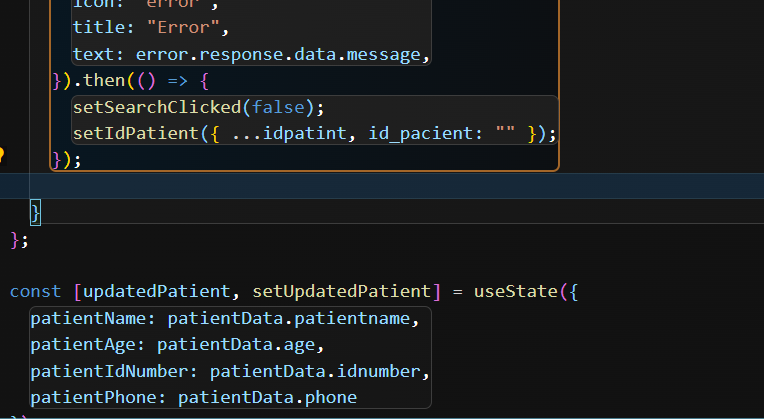 icon: "error",
title: "Error",
text: error.response.data.message,
}).then(() => {
setSearchClicked(false);
setIdPatient({ ...idpatint, id_pacient: "" });
});
}
};
const [updatedPatient, setUpdatedPatient] = useState({
patientName: patientData.patientname,
patientAge: patientData.age,
patientIdNumber: patientData.idnumber,
patientPhone: patientData.phone